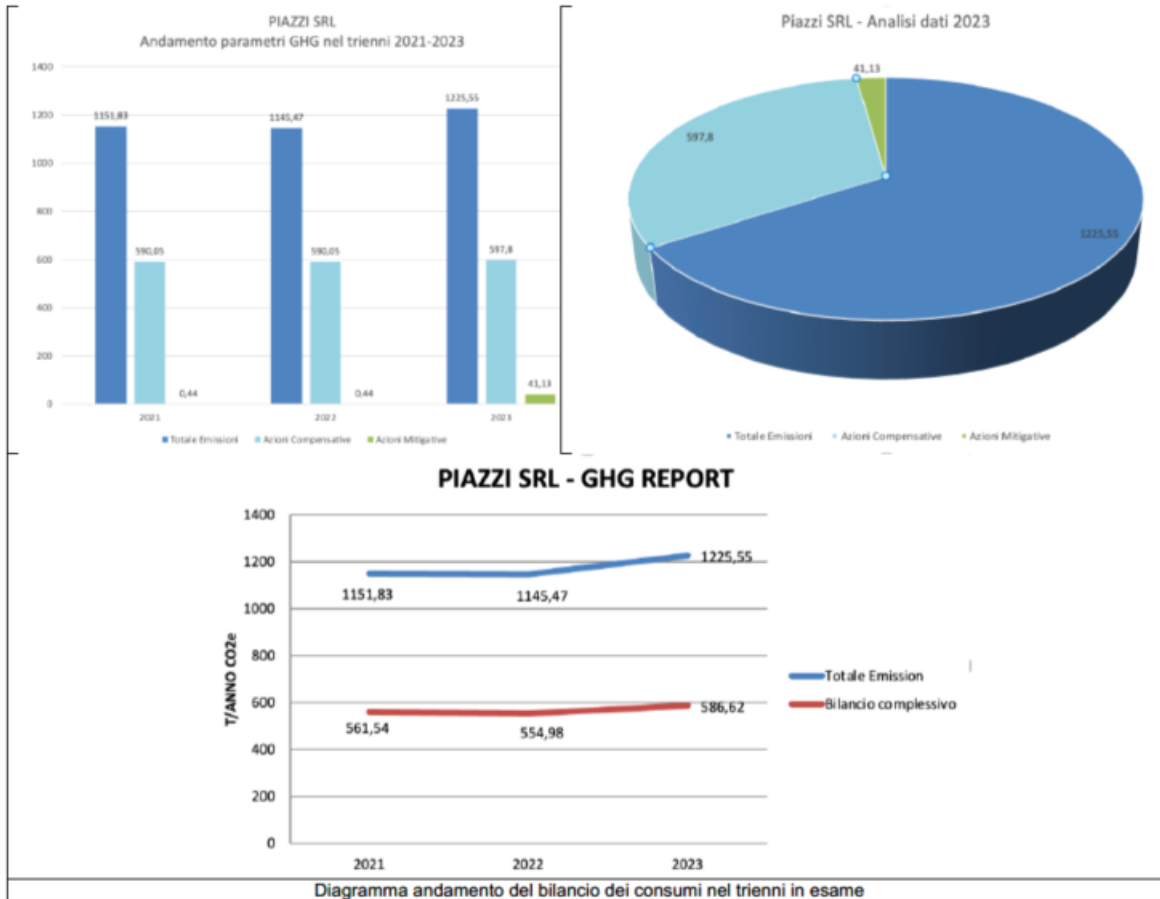 PIAZZI SRL
Andamento parametri GHG nel trienni 2021-2023
1400
1200
1000
800
600
400
200
0
1151,83
590,05
0,44
1145,47
590,05
0,44
1225,55
597,8
41,13
2021
2022
2023
Totale Emissioni
Azioni Compensative
Azioni Mitigative
Piazzi SRL - Analisi dati 2023
41,13
597,8
1225,55
Totale Emissioni
Azioni Compensative
Azioni Mitigative
PIAZZI SRL - GHG REPORT
T/ANNO CO2e
1400
1200
1000
800
600
400
200
0
1151,83
1145,47
1225,55
561,54
554,98
586,62
2021
2022
2023
Totale Emission
Bilancio complessivo
Diagramma andamento del bilancio dei consumi nel trienni in esame